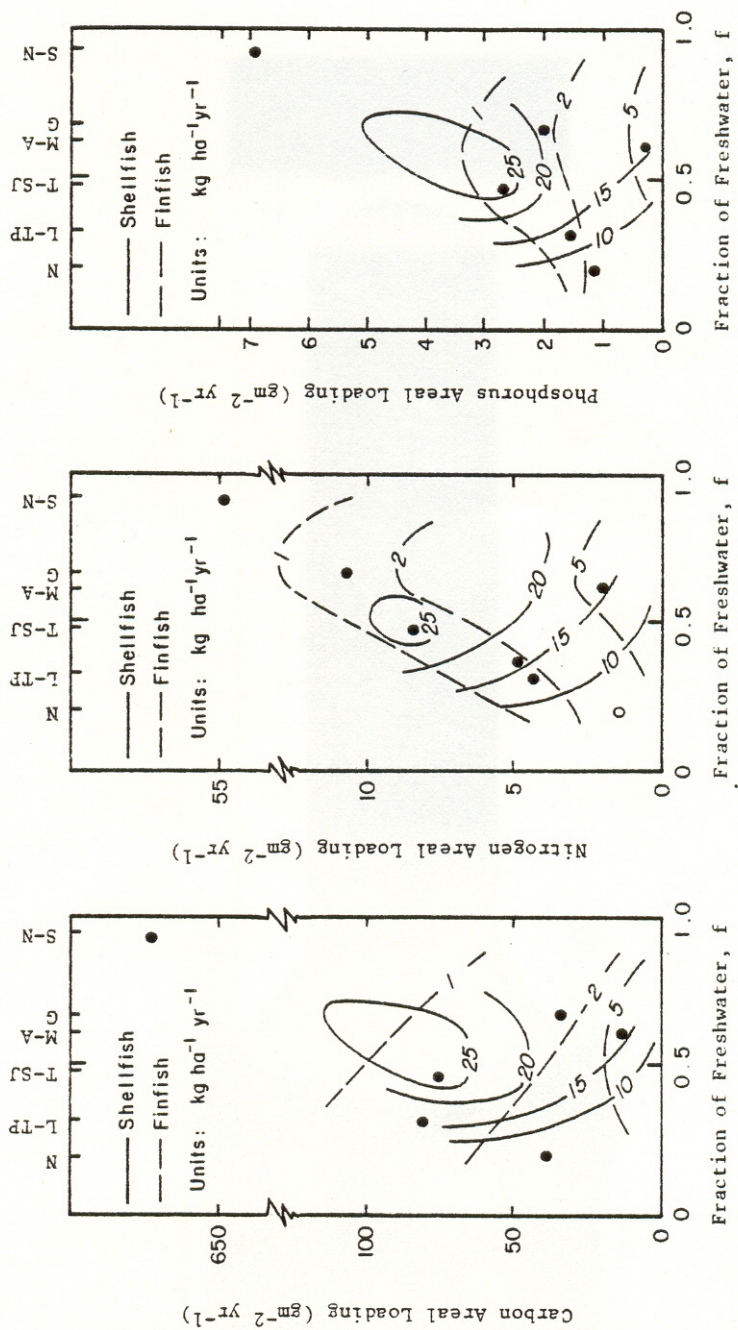 N L-TP T-SJ M-A G S-N
Shellfish
Finfish
Units: kg ha⁻¹yr⁻¹
Carbon Areal Loading (gm⁻² yr⁻¹)
650
100
50
0
1
2
5
25
20
15
10
0 0.5 1.0
Fraction of Freshwater, f
N L-TP T-SJ M-A G S-N
Shellfish
Finfish
Units: kg ha⁻¹yr⁻¹
Nitrogen Areal Loading (gm⁻² yr⁻¹)
55
10
5
0
1
2
5
25
20
15
10
0 0.5 1.0
Fraction of Freshwater, f
N L-TP T-SJ M-A G S-N
Shellfish
Finfish
Units: kg ha⁻¹yr⁻¹
Phosphorus Areal Loading (gm⁻² yr⁻¹)
7
6
5
4
3
2
1
0
1
2
5
25
20
15
10
0 0.5 1.0
Fraction of Freshwater, f